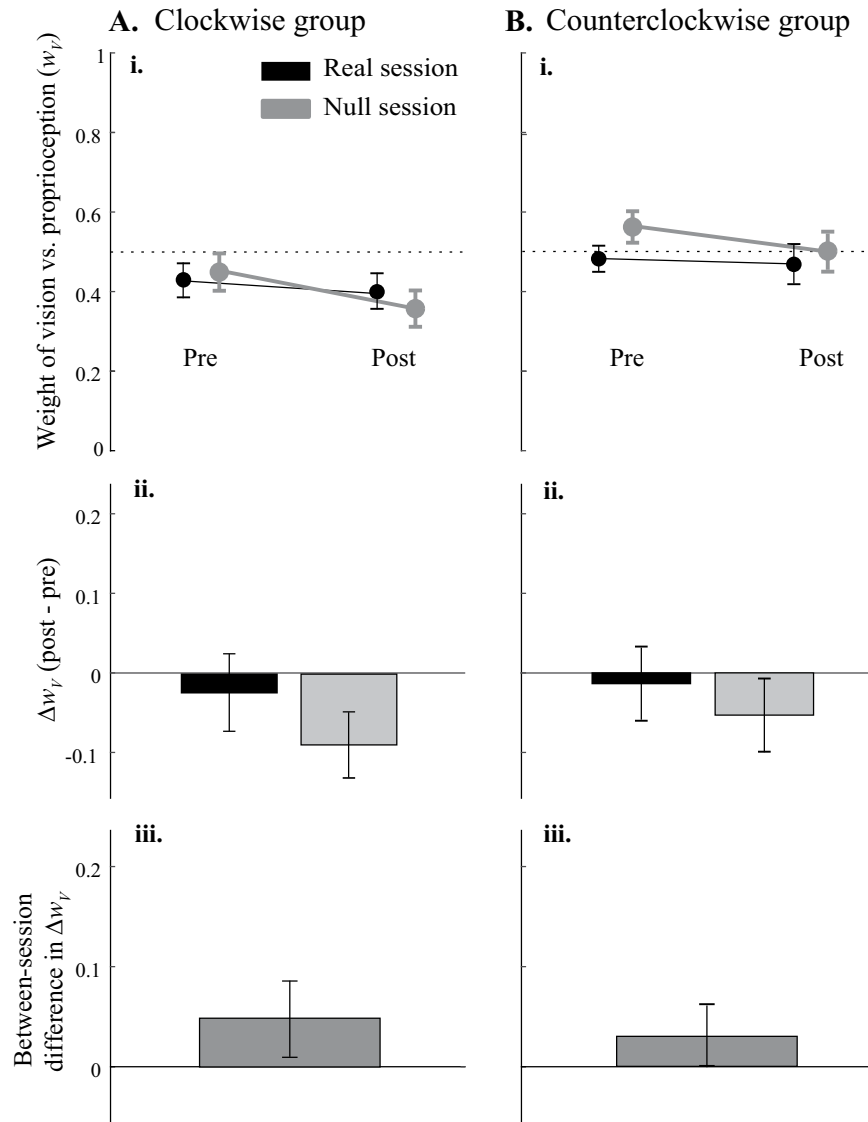 A. Clockwise group
B. Counterclockwise group
Weight of vision vs. proprioception (wV)
i.
Real session
Null session
1
0.8
0.6
0.4
0.2
0
Pre
Post
i.
Pre
Post
ΔwV (post - pre)
ii.
0.2
0.1
0
-0.1
ii.
Between-session
difference in ΔwV
iii.
0.2
0.1
0
iii.